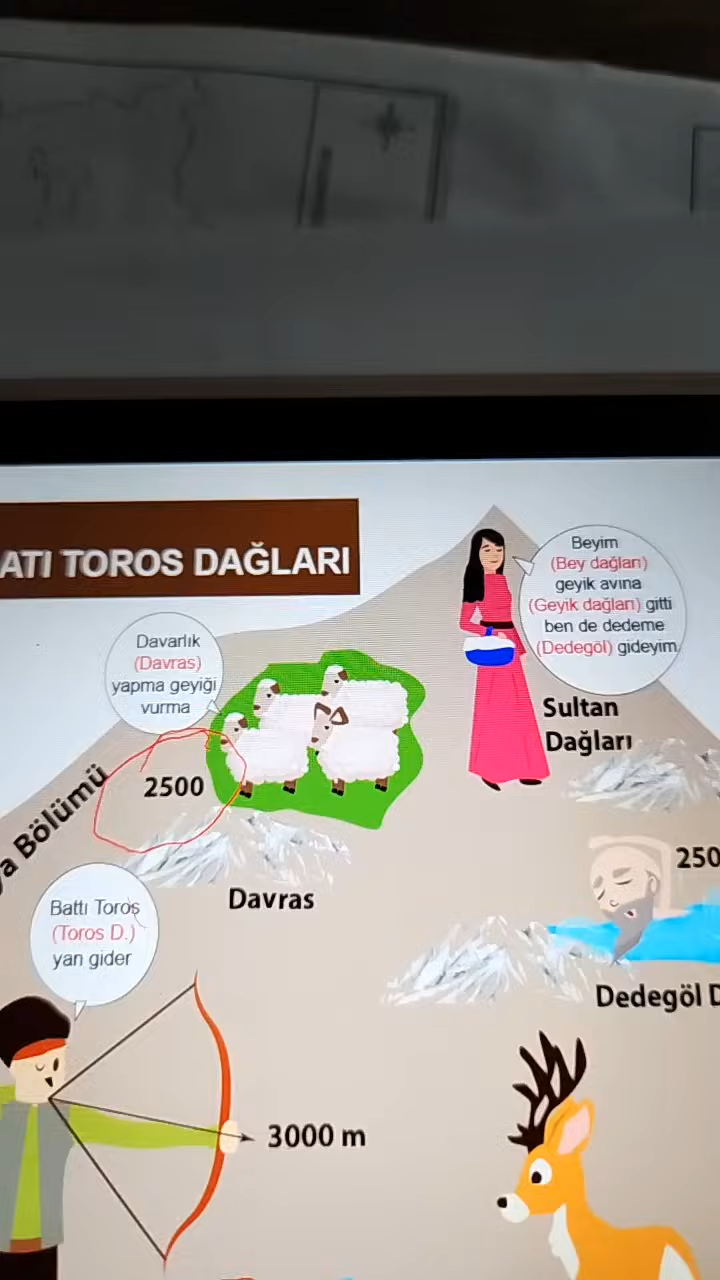 ATI TOROS DAĞLARI
Beyim
(Bey dağları)
geyik avına
(Geyik dağları) gitti
ben de dedeme
(Dedegöl) gideyim
Davarlık
(Davras)
yapma geyiği
vurma
Sultan
Dağları
2500
ya Bölümü
250
Davras
Battı Toros
(Toros D.)
yan gider
Dedegöl D
3000 m